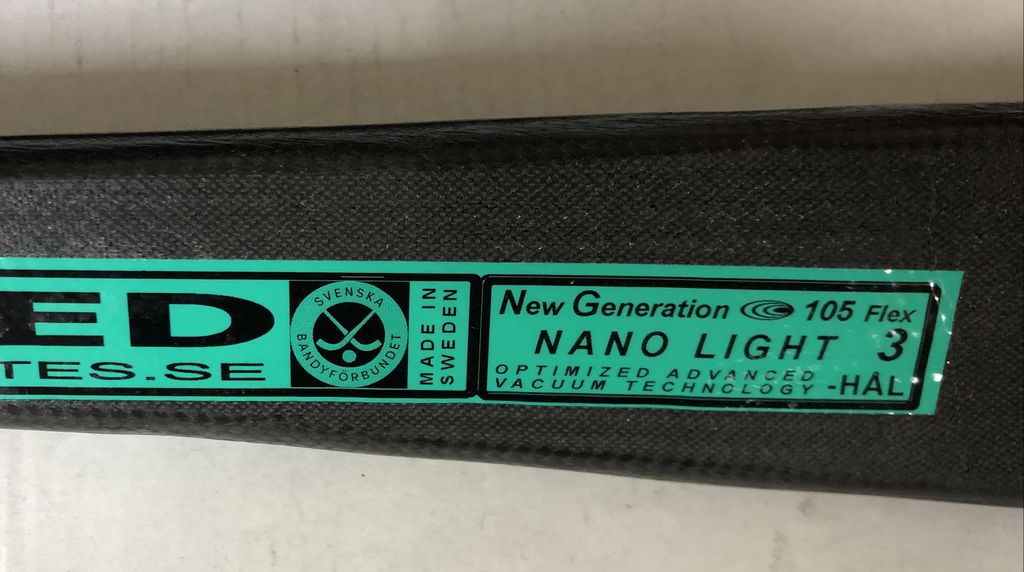 ED
TES.SE
SVENSKA
BANDYFÖRBUNDET
MADE IN
SWEDEN
New Generation 105 Flex
NANO LIGHT 3
OPTIMIZED ADVANCED
VACUUM TECHNOLOGY -HÅL